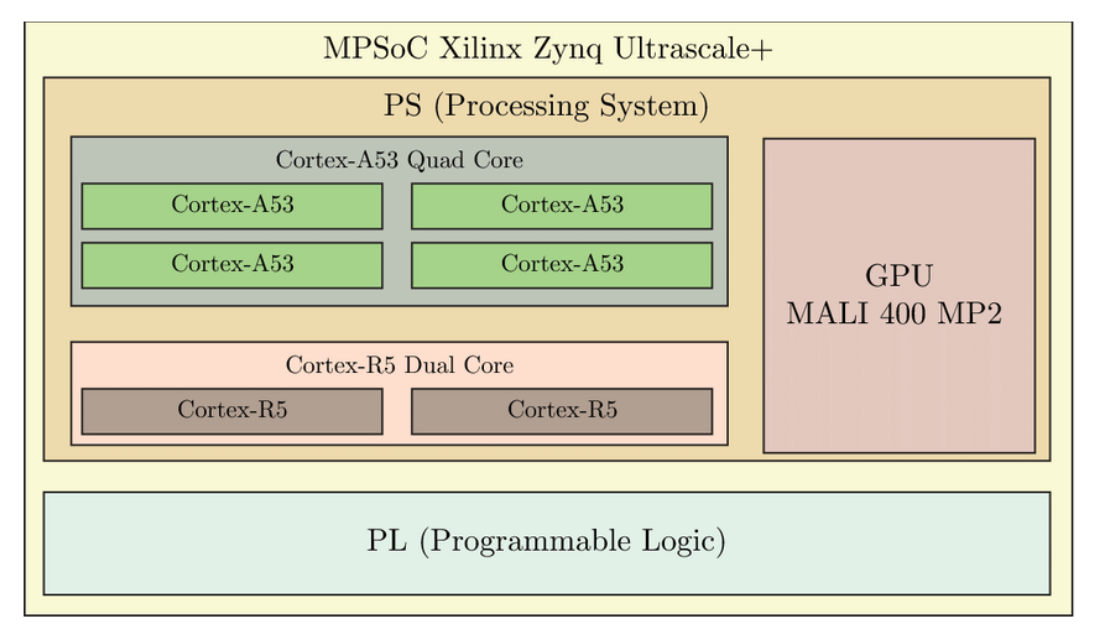 MPSoC Xilinx Zynq Ultrascale+
PS (Processing System)
Cortex-A53 Quad Core
Cortex-A53
Cortex-A53
Cortex-A53
Cortex-A53
Cortex-R5 Dual Core
Cortex-R5
Cortex-R5
GPU
MALI 400 MP2
PL (Programmable Logic)